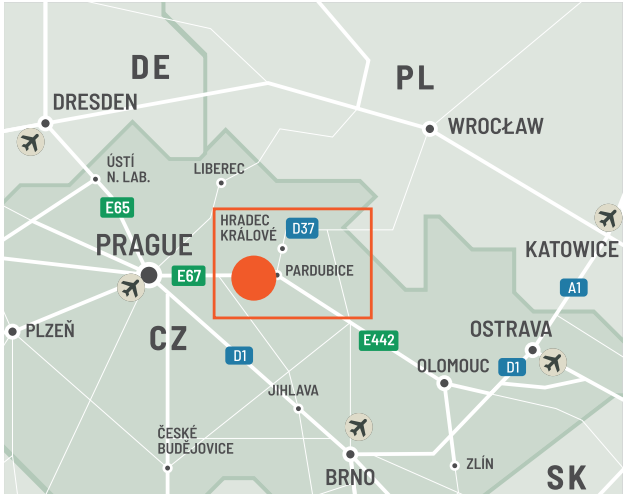 DE
PL
DRESDEN
WROCŁAW
ÚSTÍ
N. LAB.
LIBEREC
E65
HRADEC
KRÁLOVÉ
D37
KATOWICE
PRAGUE
E67
PARDUBICE
A1
PLZEŇ
CZ
OSTRAVA
E442
D1
OLOMOUC
D1
JIHLAVA
ČESKÉ
BUDĚJOVICE
ZLÍN
BRNO
SK